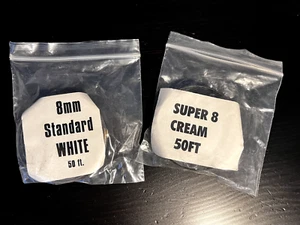 8mm
Standard
WHITE
50 ft.
SUPER 8
CREAM
50FT